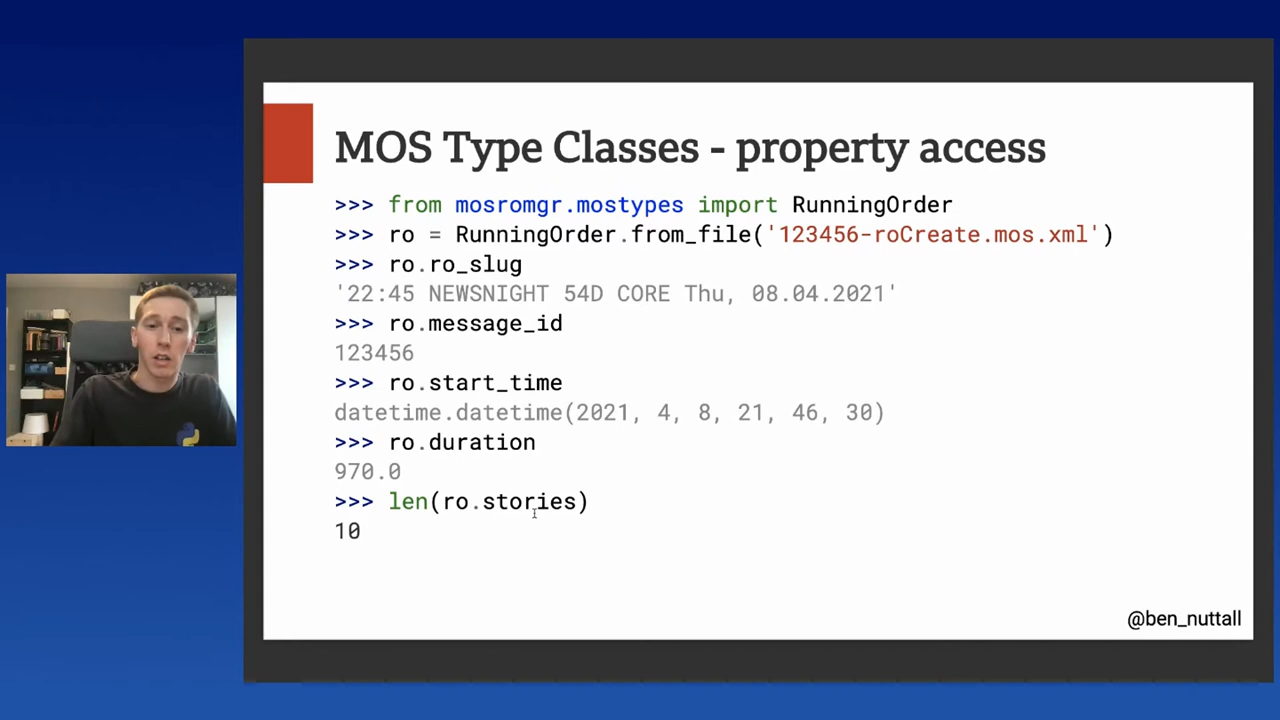 MOS Type Classes - property access
>>> from mosromgr.mostypes import RunningOrder
>>> ro = RunningOrder.from_file('123456-roCreate.mos.xml')
>>> ro.ro_slug
'22:45 NEWSNIGHT 54D CORE Thu, 08.04.2021'
>>> ro.message_id
123456
>>> ro.start_time
datetime.datetime(2021, 4, 8, 21, 46, 30)
>>> ro.duration
970.0
>>> len(ro.stories)
10
@ben_nuttall